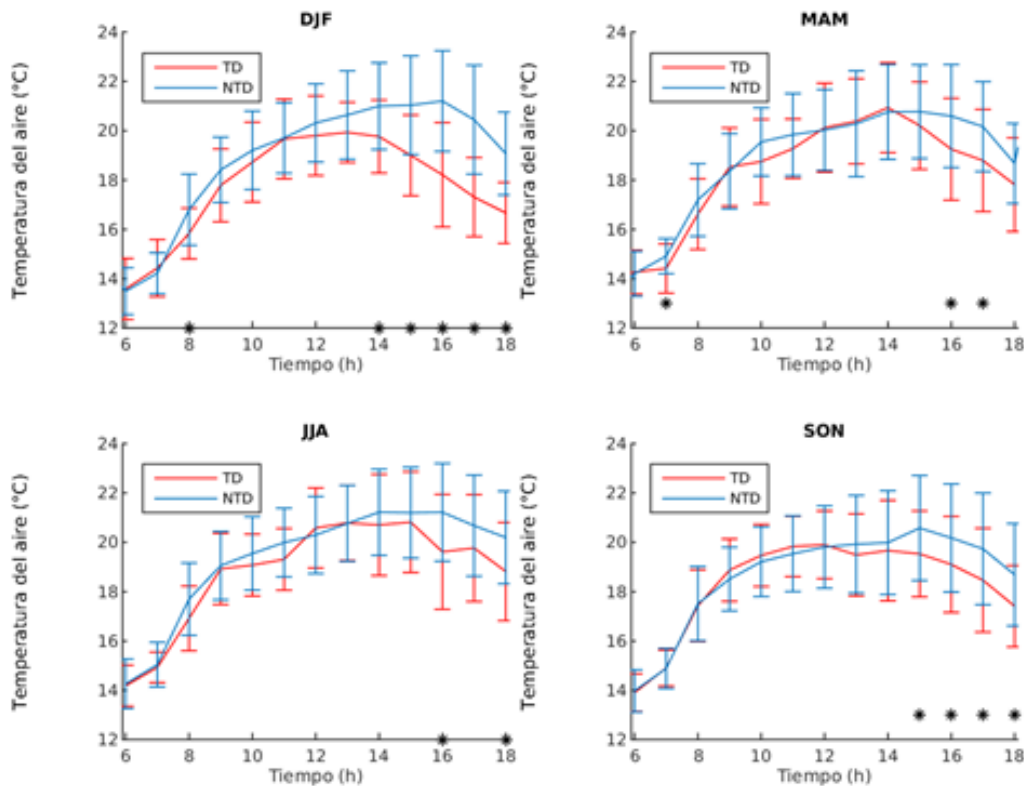 DJF
Temperatura del aire (°C)
24
22
20
18
16
14
12
TD
NTD
6 8 10 12 14 16 18
Tiempo (h)
MAM
Temperatura del aire (°C)
24
22
20
18
16
14
12
TD
NTD
6 8 10 12 14 16 18
Tiempo (h)
JJA
Temperatura del aire (°C)
24
22
20
18
16
14
12
TD
NTD
6 8 10 12 14 16 18
Tiempo (h)
SON
Temperatura del aire (°C)
24
22
20
18
16
14
12
TD
NTD
6 8 10 12 14 16 18
Tiempo (h)